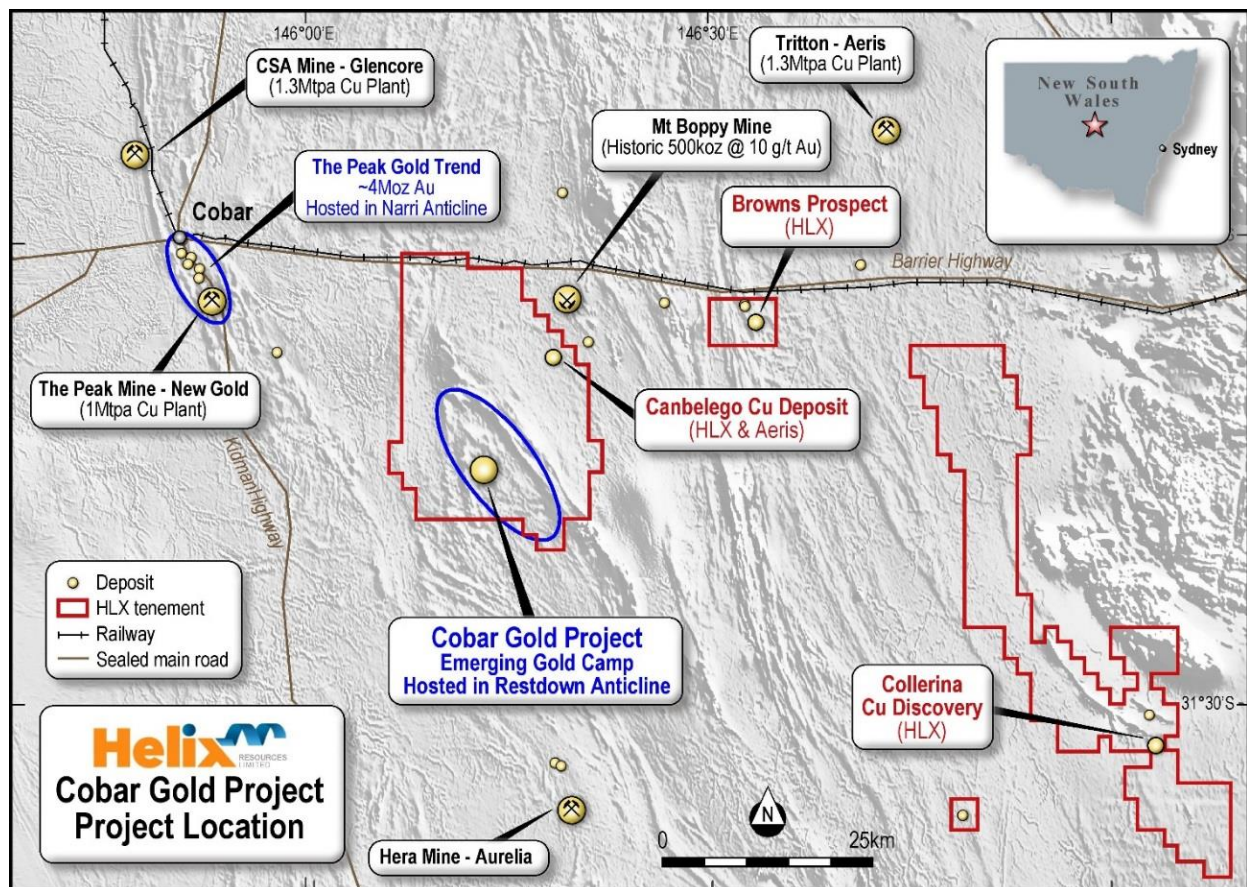 146°00'E
146°30'E
CSA Mine - Glencore
(1.3Mtpa Cu Plant)
Tritton - Aeris
(1.3Mtpa Cu Plant)
New South
Wales
Sydney
Mt Boppy Mine
(Historic 500koz @ 10 g/t Au)
The Peak Gold Trend
~4Moz Au
Hosted in Narri Anticline
Cobar
Browns Prospect
(HLX)
Barrier Highway
The Peak Mine - New Gold
(1Mtpa Cu Plant)
Canbelego Cu Deposit
(HLX & Aeris)
Kidman Highway
Deposit
HLX tenement
Railway
Sealed main road
Cobar Gold Project
Emerging Gold Camp
Hosted in Restdown Anticline
Collerina
Cu Discovery
(HLX)
31°30'S
Helix
RESOURCES
LIMITED
Cobar Gold Project
Project Location
Hera Mine - Aurelia
N
0 25km